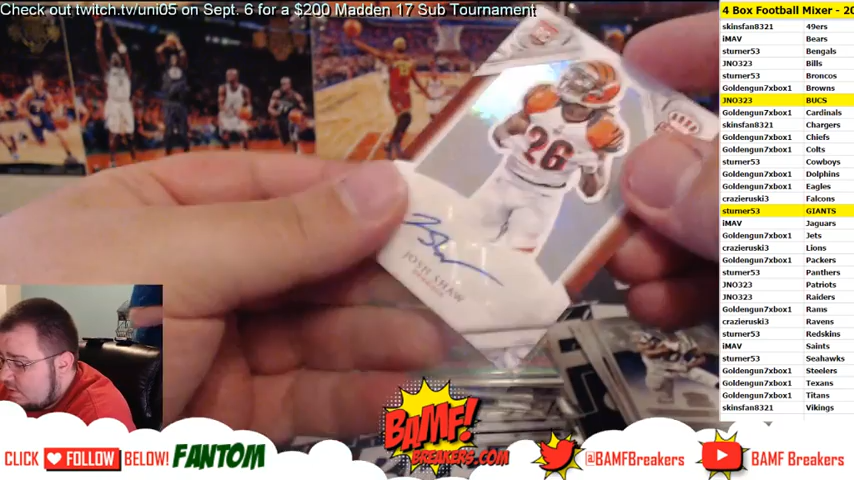 Check out twitch.tv/uni05 on Sept. 6 for a $200 Madden 17 Sub Tournament
4 Box Football Mixer - 20
skinsfan8321 49ers
iMAV Bears
sturner53 Bengals
JNO323 Bills
sturner53 Broncos
Goldengun7xbox1 Browns
JNO323 BUCS
Goldengun7xbox1 Cardinals
skinsfan8321 Chargers
Goldengun7xbox1 Chiefs
Goldengun7xbox1 Colts
sturner53 Cowboys
Goldengun7xbox1 Dolphins
Goldengun7xbox1 Eagles
crazieruski3 Falcons
sturner53 GIANTS
iMAV Jaguars
Goldengun7xbox1 Jets
crazieruski3 Lions
Goldengun7xbox1 Packers
sturner53 Panthers
JNO323 Patriots
JNO323 Raiders
Goldengun7xbox1 Rams
crazieruski3 Ravens
sturner53 Redskins
iMAV Saints
sturner53 Seahawks
Goldengun7xbox1 Steelers
Goldengun7xbox1 Texans
Goldengun7xbox1 Titans
skinsfan8321 Vikings
26
JOSH SHAW
CLICK FOLLOW BELOW! FANTOM
BAMF!
BREAKERS.COM
@BAMFBreakers
BAMF Breakers